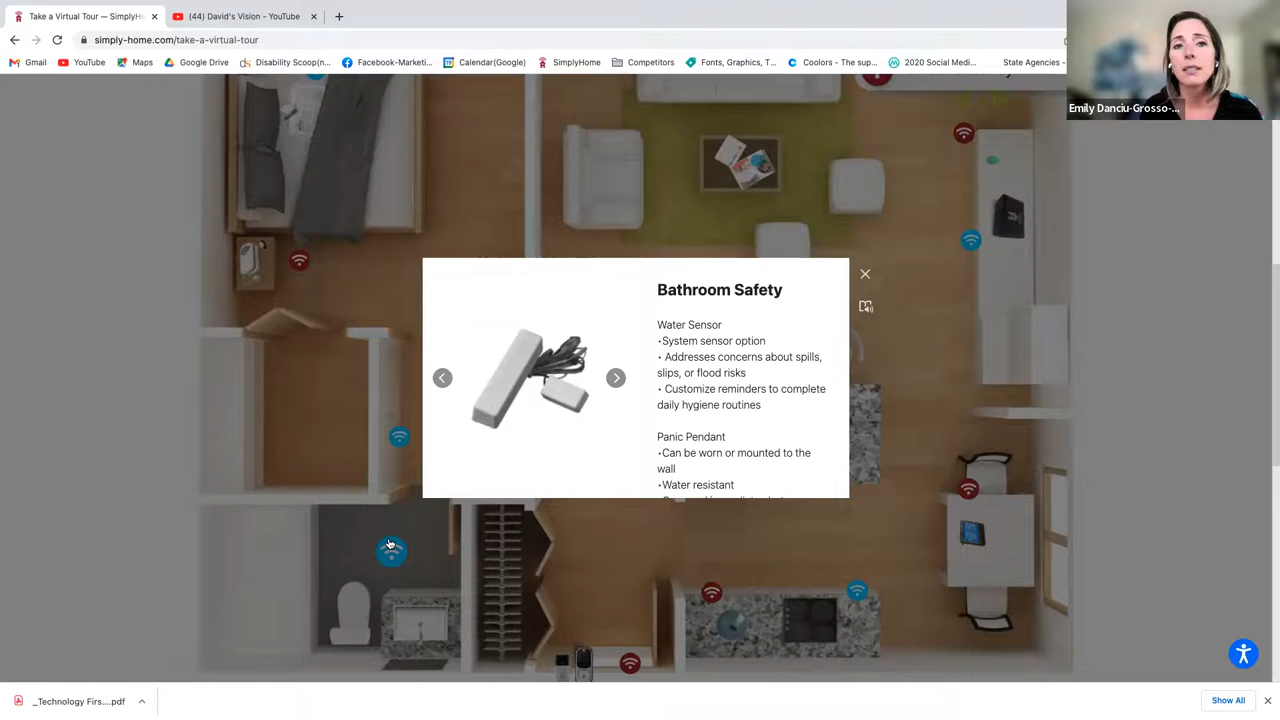 Take a Virtual Tour — SimplyH
(44) David's Vision - YouTube
simply-home.com/take-a-virtual-tour
Gmail
YouTube
Maps
Google Drive
Disability Scoop(n...
Facebook-Marketi...
Calendar(Google)
SimplyHome
Competitors
Fonts, Graphics, T...
Coolors - The sup...
2020 Social Medi...
State Agencies -
Emily Danciu-Grosso-...
Bathroom Safety
Water Sensor
•System sensor option
• Addresses concerns about spills,
slips, or flood risks
• Customize reminders to complete
daily hygiene routines
Panic Pendant
•Can be worn or mounted to the
wall
•Water resistant
_Technology Firs....pdf
Show All